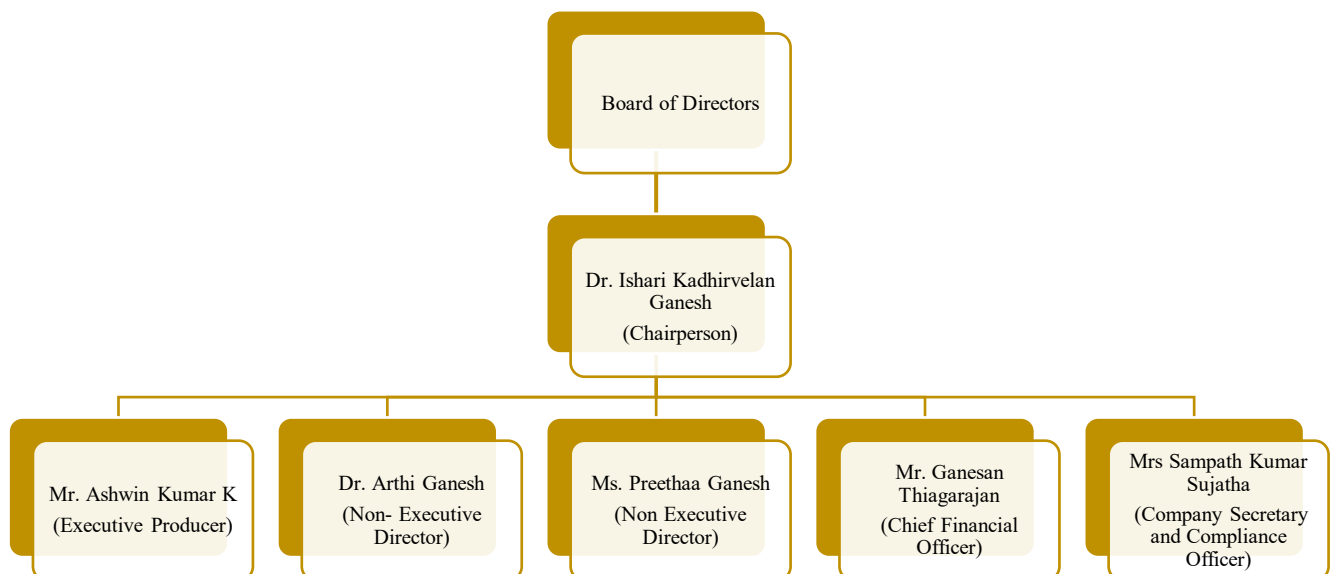 Board of Directors
Dr. Ishari Kadhirvelan
Ganesh
(Chairperson)
Mr. Ashwin Kumar K
(Executive Producer)
Dr. Arthi Ganesh
(Non- Executive
Director)
Ms. Preethaa Ganesh
(Non Executive
Director)
Mr. Ganesan
Thiagarajan
(Chief Financial
Officer)
Mrs Sampath Kumar
Sujatha
(Company Secretary
and Compliance
Officer)